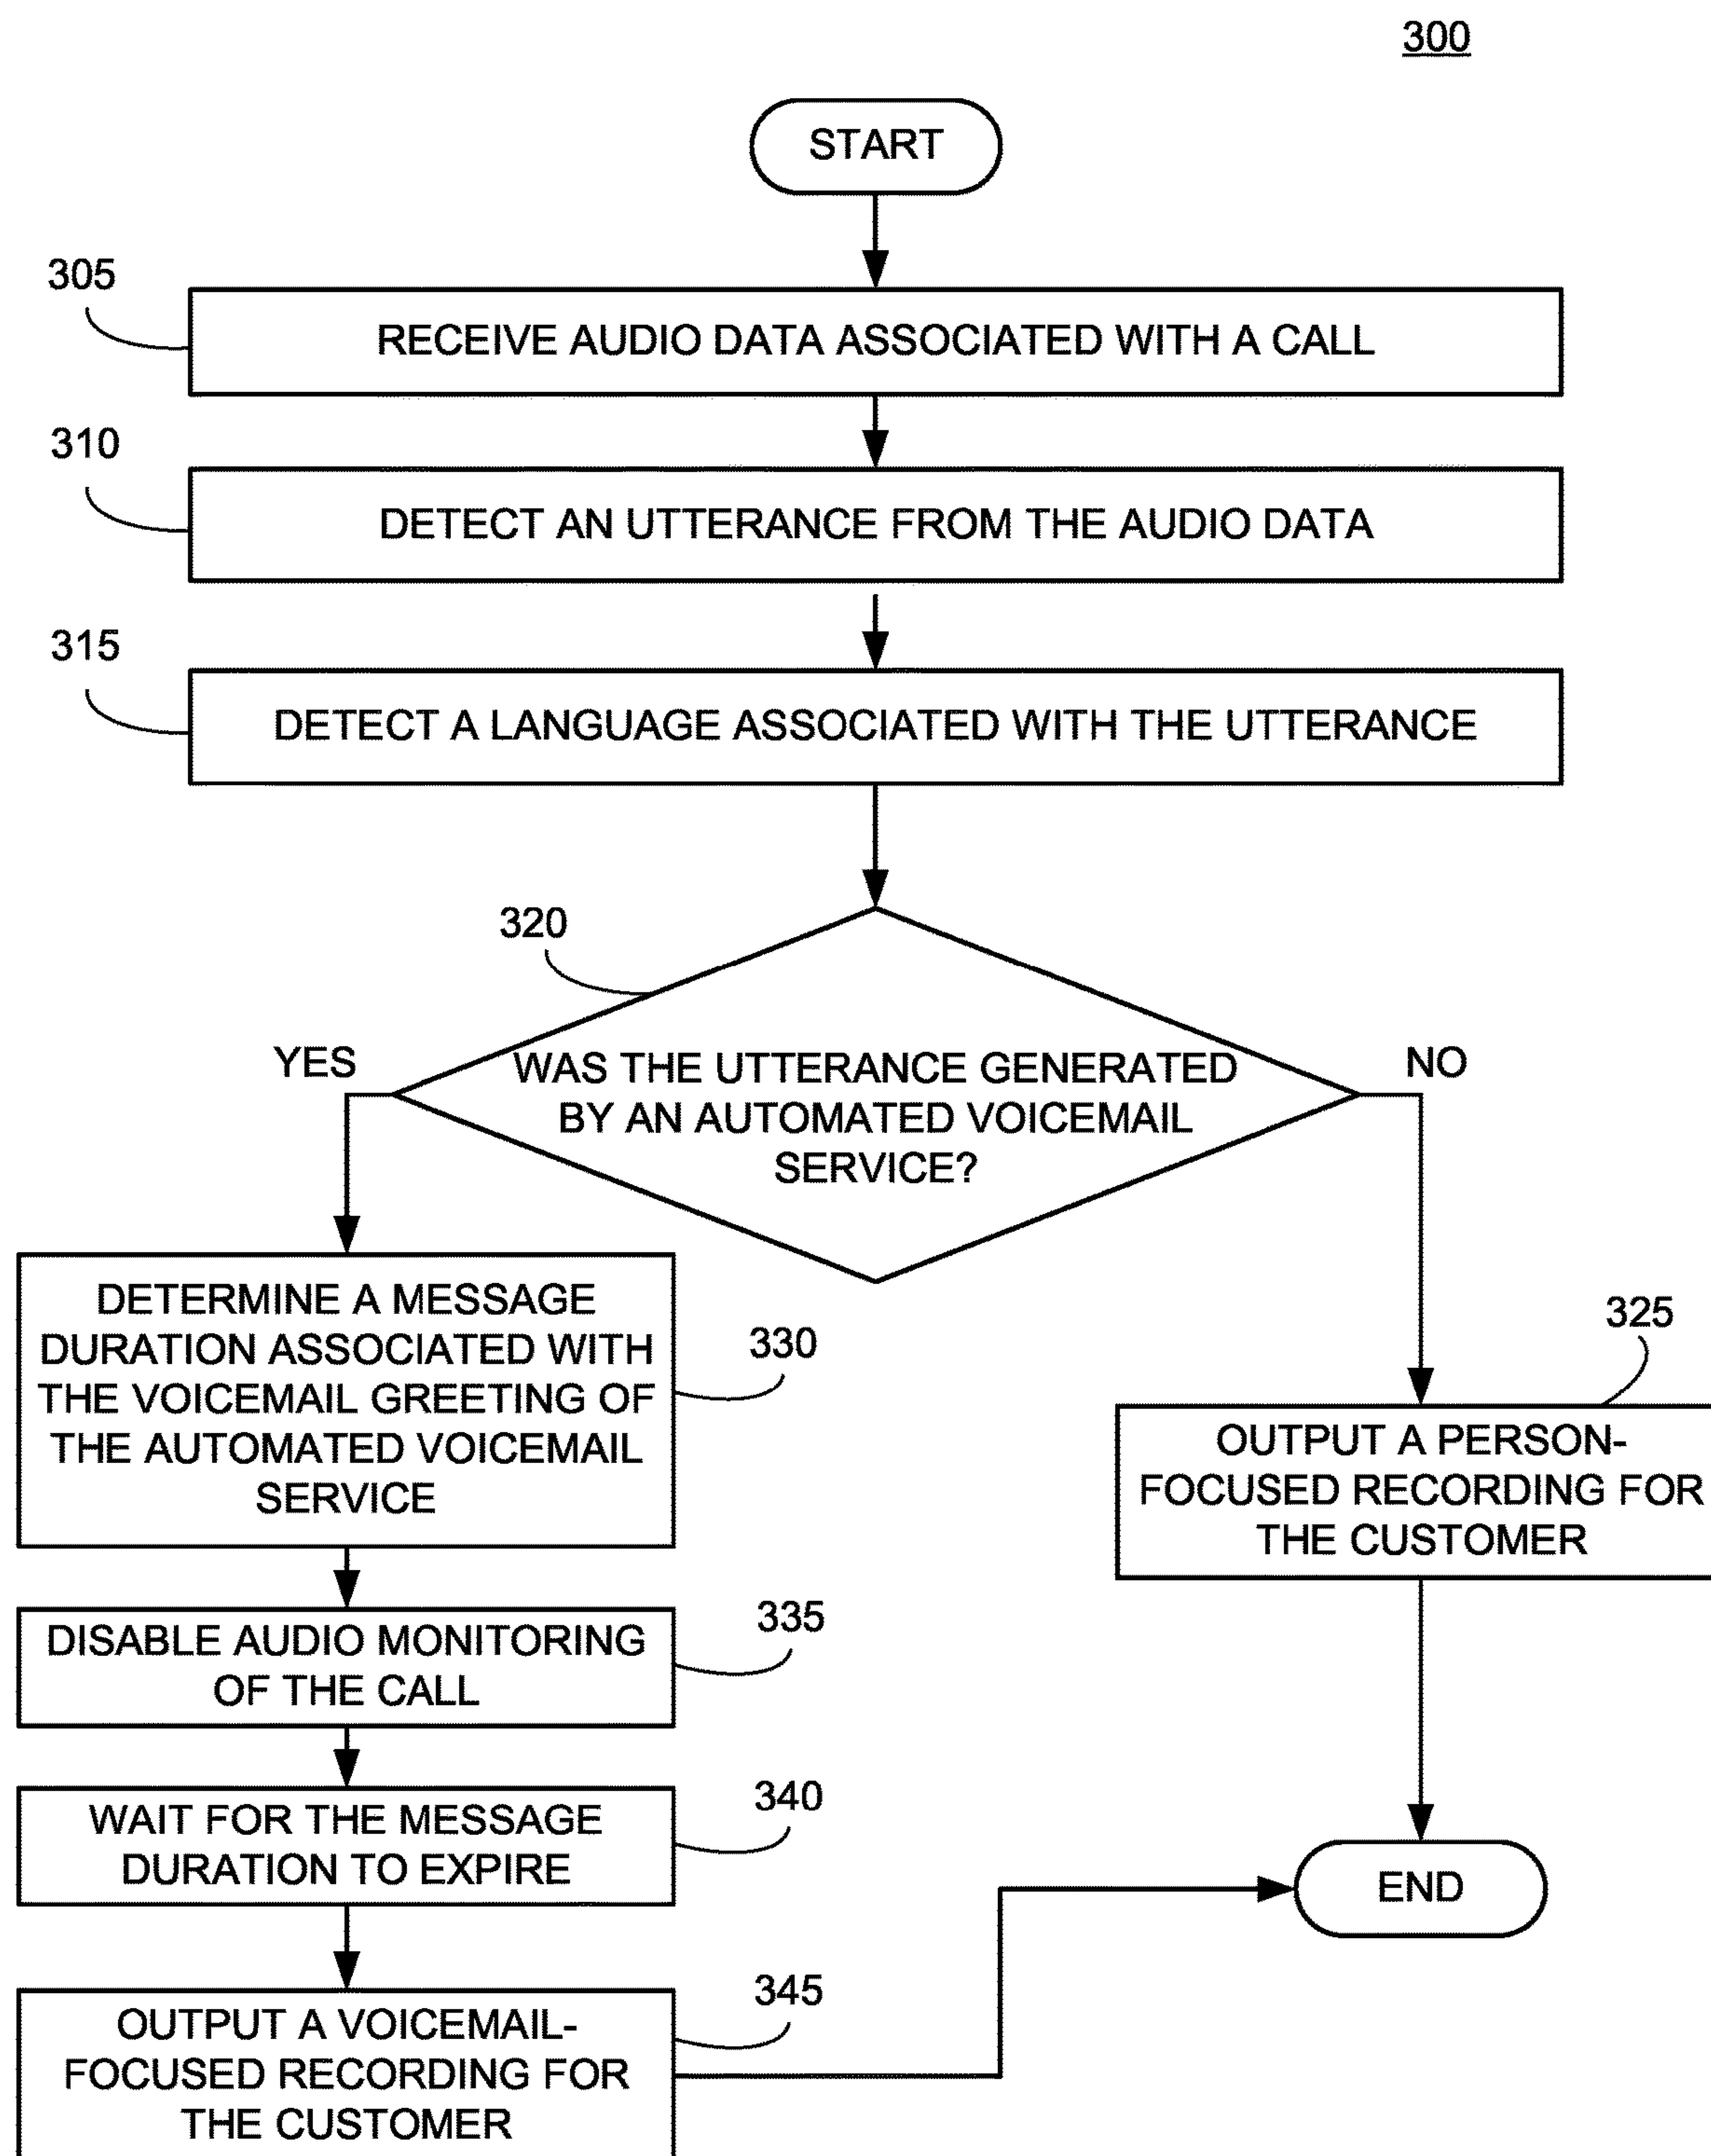 300
START
305
RECEIVE AUDIO DATA ASSOCIATED WITH A CALL
310
DETECT AN UTTERANCE FROM THE AUDIO DATA
315
DETECT A LANGUAGE ASSOCIATED WITH THE UTTERANCE
320
YES
WAS THE UTTERANCE GENERATED
BY AN AUTOMATED VOICEMAIL
SERVICE?
NO
DETERMINE A MESSAGE
DURATION ASSOCIATED WITH
THE VOICEMAIL GREETING OF
THE AUTOMATED VOICEMAIL
SERVICE
330
325
OUTPUT A PERSON-
FOCUSED RECORDING FOR
THE CUSTOMER
DISABLE AUDIO MONITORING
OF THE CALL
335
WAIT FOR THE MESSAGE
DURATION TO EXPIRE
340
END
OUTPUT A VOICEMAIL-
FOCUSED RECORDING FOR
THE CUSTOMER
345